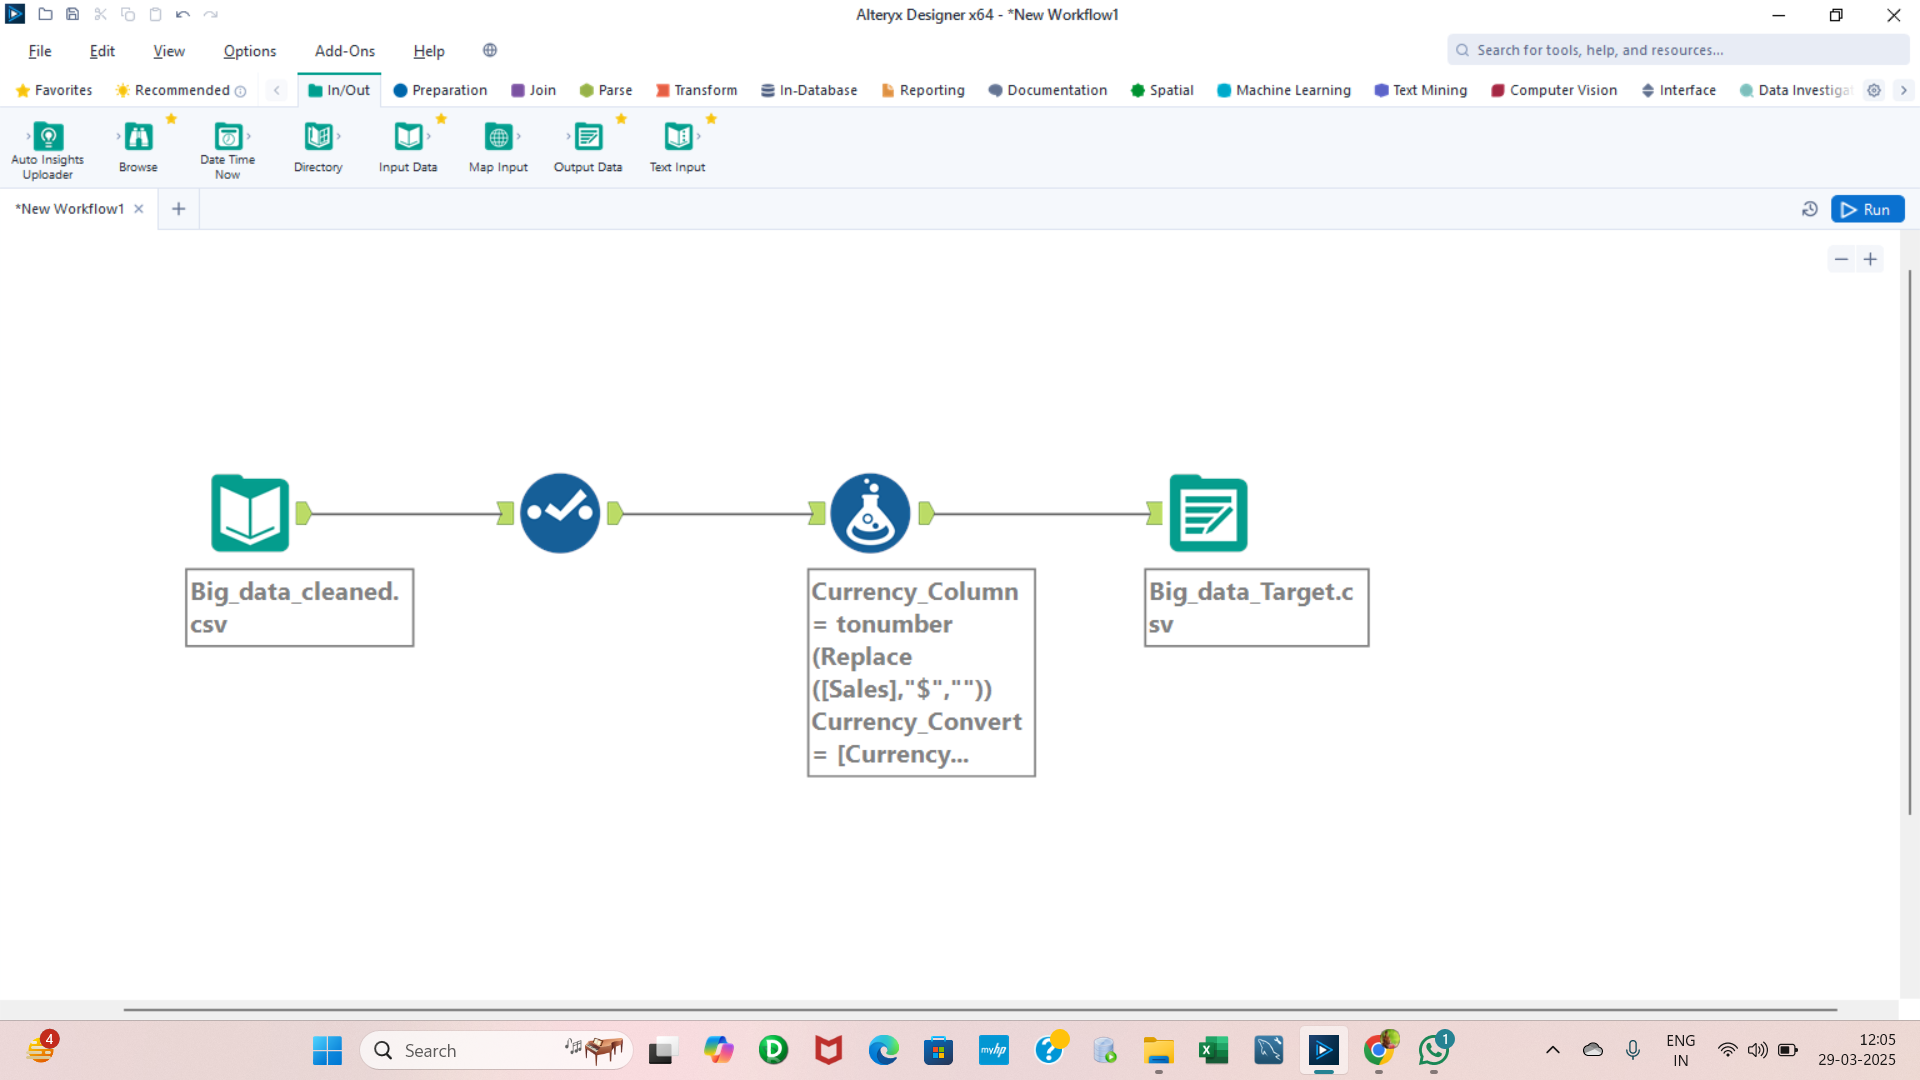 Alteryx Designer x64 - *New Workflow1
File Edit View Options Add-Ons Help
Search for tools, help, and resources...
Favorites Recommended In/Out Preparation Join Parse Transform In-Database Reporting Documentation Spatial Machine Learning Text Mining Computer Vision Interface Data Investigat
Auto Insights
Uploader
Browse
Date Time
Now
Directory
Input Data
Map Input
Output Data
Text Input
*New Workflow1
Run
Big_data_cleaned.
csv
Currency_Column
= tonumber
(Replace
([Sales],"$",""))
Currency_Convert
= [Currency...
Big_data_Target.c
sv
4
Search
myhp
1
ENG
IN
12:05
29-03-2025